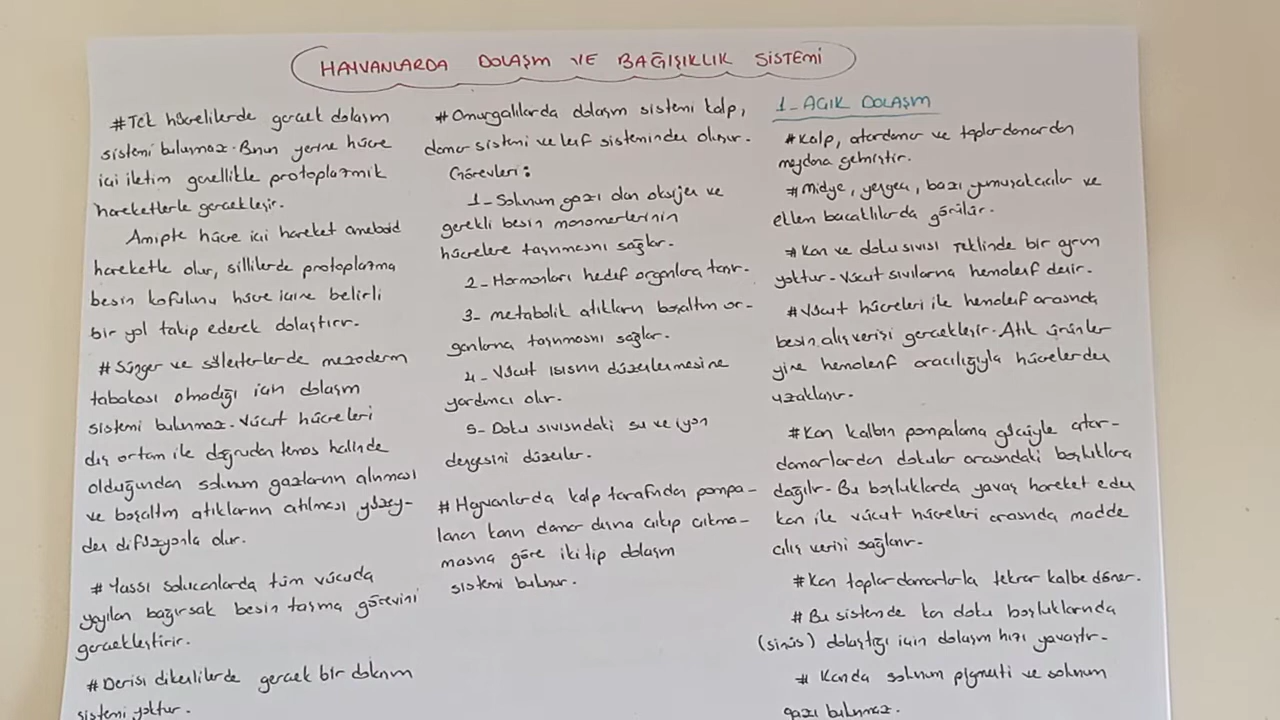 HAYVANLARDA DOLAŞIM VE BAĞIŞIKLIK SİSTEMİ
#Tek hücrelilerde gerçek dolaşım
sistemi bulunmaz. Bunun yerine hücre
içi iletim genellikle protoplazmik
hareketlerle gerçekleşir.
Amipte hücre içi hareket ameboid
hareketle olur, sillilerde protoplazma
besin kofulunu hücre içine belirli
bir yol takip ederek dolaştırır.
#Sünger ve sölenterlerde mezoderm
tabakası olmadığı için dolaşım
sistemi bulunmaz. Vücut hücreleri
dış ortam ile doğrudan temas halinde
olduğundan solunum gazlarının alınması
ve boşaltım atıklarının atılması yüzey-
den difüzyonla olur.
#Yassı solucanlarda tüm vücuda
yayılan bağırsak besin taşıma görevini
gerçekleştirir.
#Derisi dikenlilerde gerçek bir dolaşım
sistemi yoktur.
#Omurgalılarda dolaşım sistemi kalp,
damar sistemi ve lenf sisteminden oluşur.
Görevleri:
1-Solunum gazı olan oksijen ve
gerekli besin monomerlerinin
hücrelere taşınmasını sağlar.
2-Hormonları hedef organlara taşır.
3- metabolik atıkların boşaltım or-
ganlarına taşınmasını sağlar.
4- Vücut ısısının düzenlenmesine
yardımcı olur.
5- Doku sıvısındaki su ve iyon
dengesini düzenler.
#Hayvanlarda kalp tarafından pompa-
lanan kanın damar dışına çıkıp çıkma-
masına göre iki tip dolaşım
sistemi bulunur.
1-AÇIK DOLAŞIM
#Kalp, atardamar ve toplardamardan
meydana gelmiştir.
#Midye, yengeç, bazı yumuşakçalar ve
eklem bacaklılarda görülür.
#Kan ve doku sıvısı şeklinde bir ayrım
yoktur. Vücut sıvılarına hemolenf denir.
#Vücut hücreleri ile hemolenf arasında
besin alış verişi gerçekleşir. Atık ürünler
yine hemolenf aracılığıyla hücrelerden
uzaklaşır.
#Kan kalbin pompalama gücüyle atar-
damarlardan dokular arasındaki boşluklara
dağılır. Bu boşluklarda yavaş hareket eden
kan ile vücut hücreleri arasında madde
alış verişi sağlanır.
#Kan toplardamarlarla tekrar kalbe döner.
#Bu sistemde kan doku boşluklarında
(sinüs) dolaştığı için dolaşım hızı yavaştır.
# Kanda solunum pigmenti ve solunum
gazı bulunmaz.